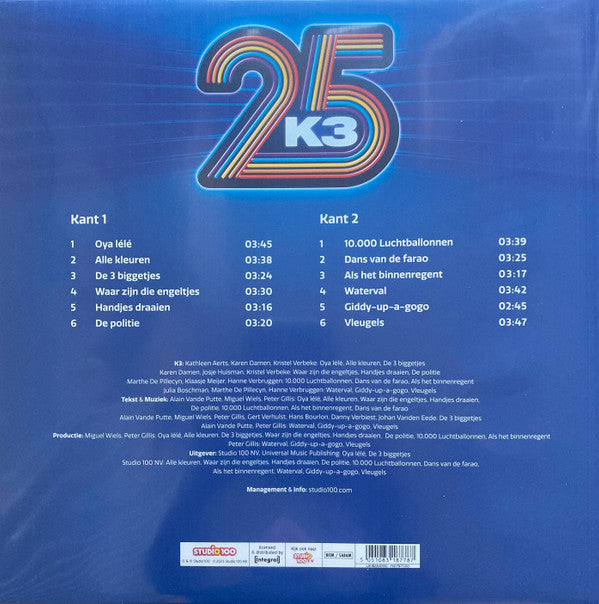 25
K3
Kant 1
1 Oya lélé 03:45
2 Alle kleuren 03:38
3 De 3 biggetjes 03:24
4 Waar zijn die engeltjes 03:30
5 Handjes draaien 03:16
6 De politie 03:20
Kant 2
1 10.000 Luchtballonnen 03:39
2 Dans van de farao 03:25
3 Als het binnenregent 03:17
4 Waterval 03:42
5 Giddy-up-a-gogo 02:45
6 Vleugels 03:47
K3: Kathleen Aerts, Karen Damen, Kristel Verbeke: Oya lélé, Alle kleuren, De 3 biggetjes
Karen Damen, Josje Huisman, Kristel Verbeke: Waar zijn die engeltjes, Handjes draaien, De politie
Marthe De Pillecyn, Klaasje Meijer, Hanne Verbruggen: 10.000 Luchtballonnen, Dans van de farao, Als het binnenregent
Julia Boschman, Marthe De Pillecyn, Hanne Verbruggen: Waterval, Giddy-up-a-gogo, Vleugels
Tekst & Muziek: Alain Vande Putte, Miguel Wiels, Peter Gillis: Oya lélé, Alle kleuren, Waar zijn die engeltjes, Handjes draaien,
De politie, 10.000 Luchtballonnen, Als het binnenregent, Dans van de farao
Alain Vande Putte, Miguel Wiels, Peter Gillis, Gert Verhulst, Hans Bourlon, Danny Verbiest, Johan Vanden Eede: De 3 biggetjes
Alain Vande Putte, Peter Gillis: Waterval, Giddy-up-a-gogo, Vleugels
Productie: Miguel Wiels, Peter Gillis: Oya lélé, Alle kleuren, De 3 biggetjes, Waar zijn die engeltjes, Handjes draaien, De politie, 10.000 Luchtballonnen, Als het binnenregent
Peter Gillis: Waterval, Giddy-up-a-gogo, Vleugels
Uitgever: Studio 100 NV, Universal Music Publishing: Oya lélé, De 3 biggetjes
Studio 100 NV: Alle kleuren, Waar zijn die engeltjes, Handjes draaien, De politie, 10.000 Luchtballonnen, Dans van de farao,
Als het binnenregent, Waterval, Giddy-up-a-gogo, Vleugels
Management & info: studio100.com
STUDIO 100
licensed
& distributed
by
[integral]
STUDIO
100 TV
5 051083 187787